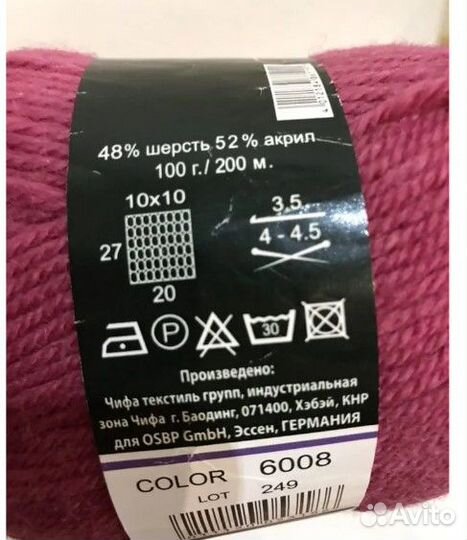 48% шерсть 52% акрил
100 г./ 200 м.
10x10
27
20
3.5
4 - 4.5
P
30
Произведено:
Чифа текстиль групп, индустриальная
зона Чифа г. Баодинг, 071400, Хэбэй, КНР
для OSBP GmbH, Эссен, ГЕРМАНИЯ
COLOR 6008
LOT 249
Avito